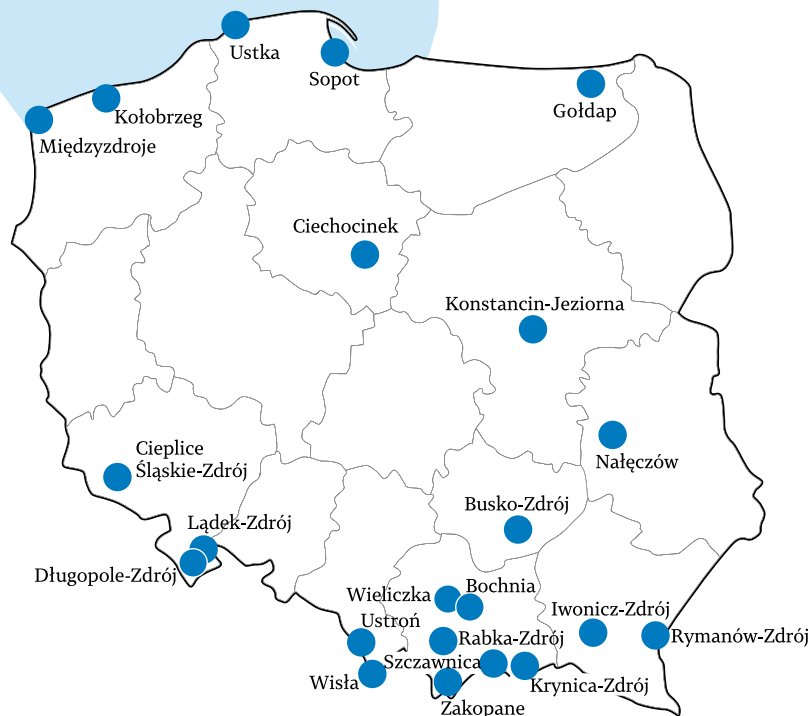 Ustka
Sopot
Gołdap
Kołobrzeg
Międzyzdroje
Ciechocinek
Konstancin-Jeziorna
Cieplice
Śląskie-Zdrój
Nałęczów
Busko-Zdrój
Lądek-Zdrój
Długopole-Zdrój
Wieliczka
Bochnia
Iwonicz-Zdrój
Ustroń
Rabka-Zdrój
Rymanów-Zdrój
Szczawnica
Wisła
Krynica-Zdrój
Zakopane